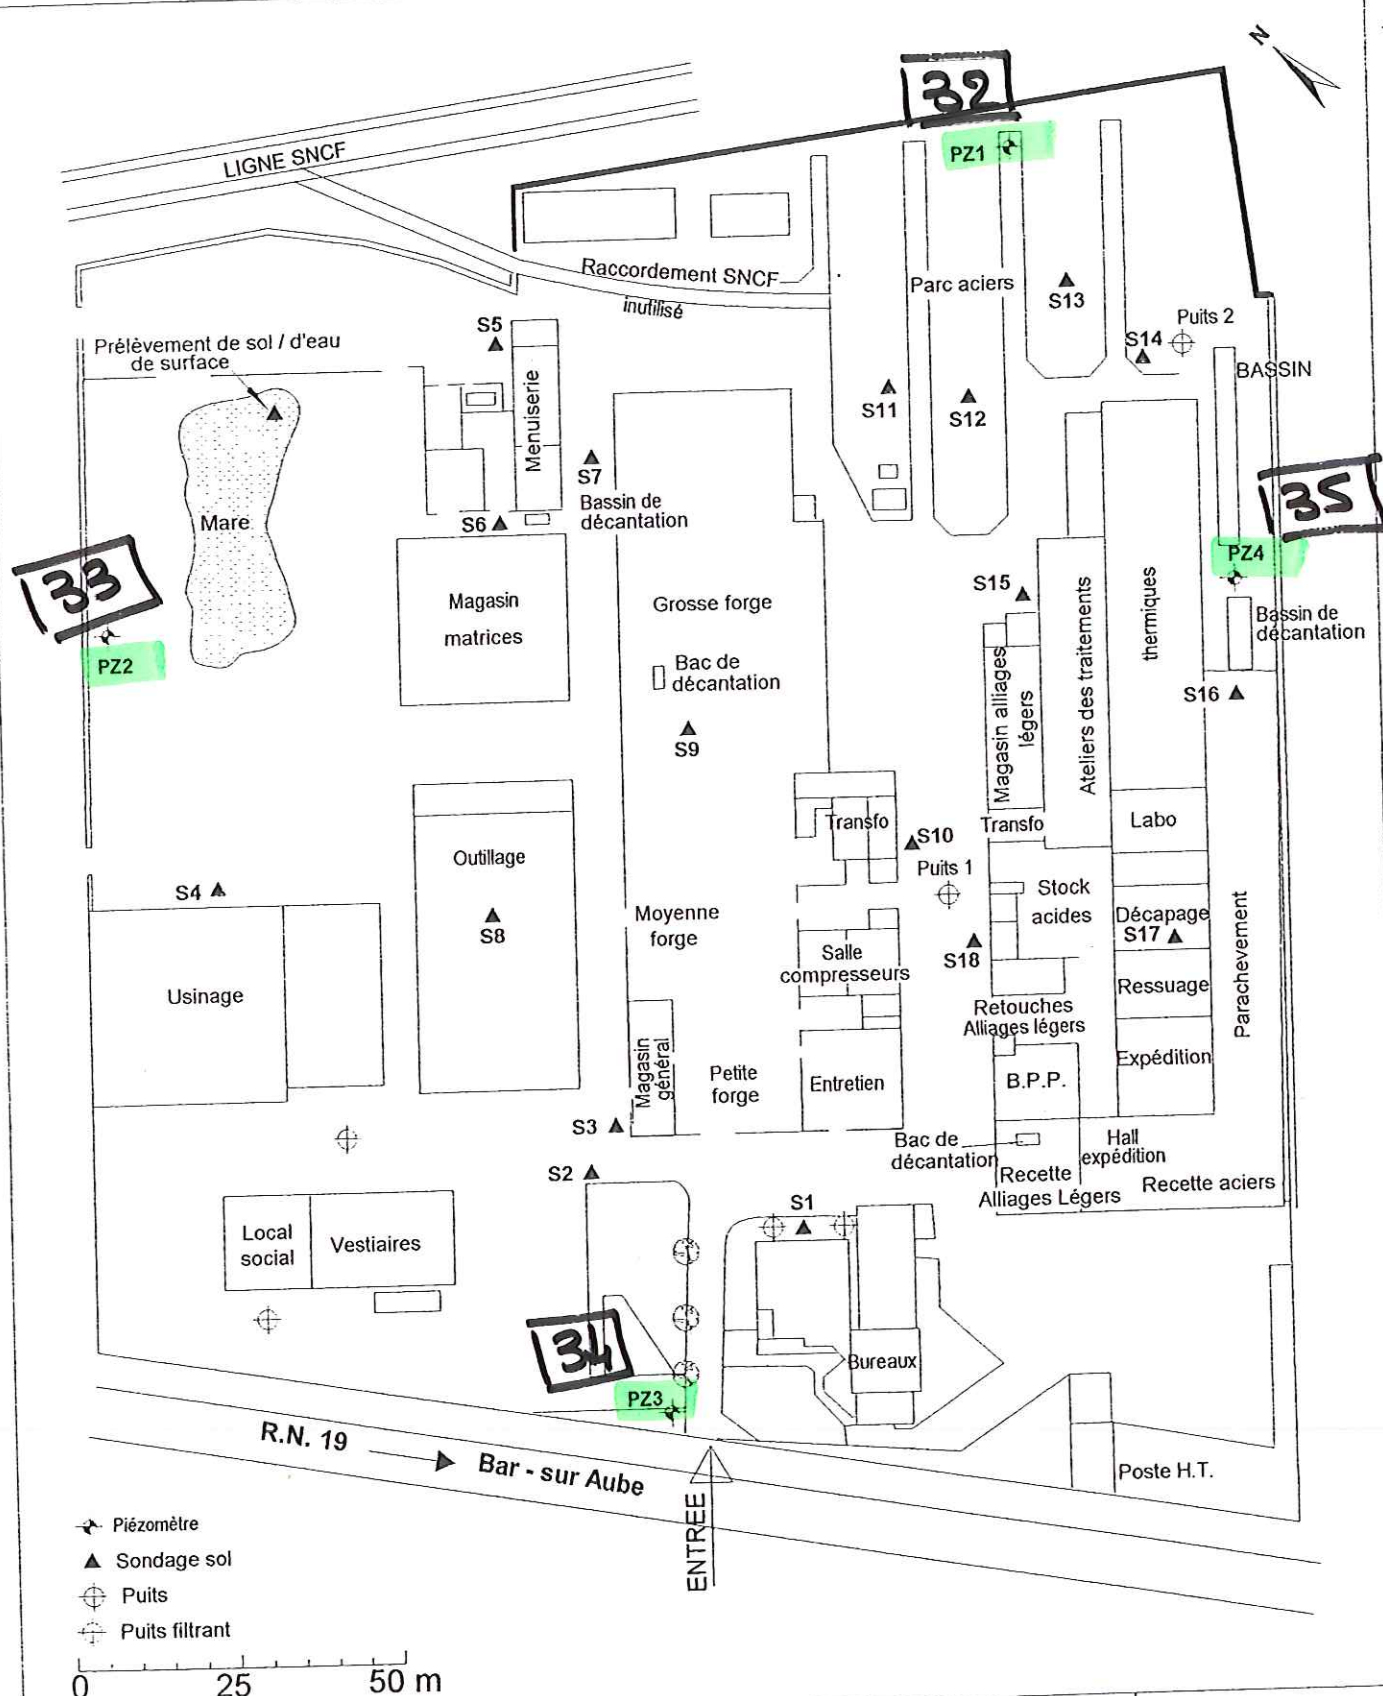 N
32
PZ1
LIGNE SNCF
Raccordement SNCF
inutilisé
Parc aciers
S13
Puits 2
S14
BASSIN
S5
Prélèvement de sol / d'eau
de surface
Menuiserie
S11
S12
S7
Bassin de
décantation
S6
Mare
35
PZ4
33
PZ2
Magasin
matrices
Grosse forge
S15
Bassin de
décantation
Bac de
décantation
S9
Magasin alliages
légers
Ateliers des traitements
thermiques
S16
Transfo
S10
Transfo
Labo
Outillage
S8
Puits 1
S4
Moyenne
forge
Stock
acides
Décapage
S17
S18
Salle
compresseurs
Usinage
Ressuage
Parachevement
Retouches
Alliages légers
Magasin
général
Petite
forge
Entretien
B.P.P.
Expédition
S3
Bac de
décantation
Hall
expédition
S2
Recette
Alliages Légers
Recette aciers
S1
Local
social
Vestiaires
34
PZ3
Bureaux
R.N. 19
Bar - sur Aube
ENTREE
Poste H.T.
Piézomètre
Sondage sol
Puits
Puits filtrant
0 25 50 m